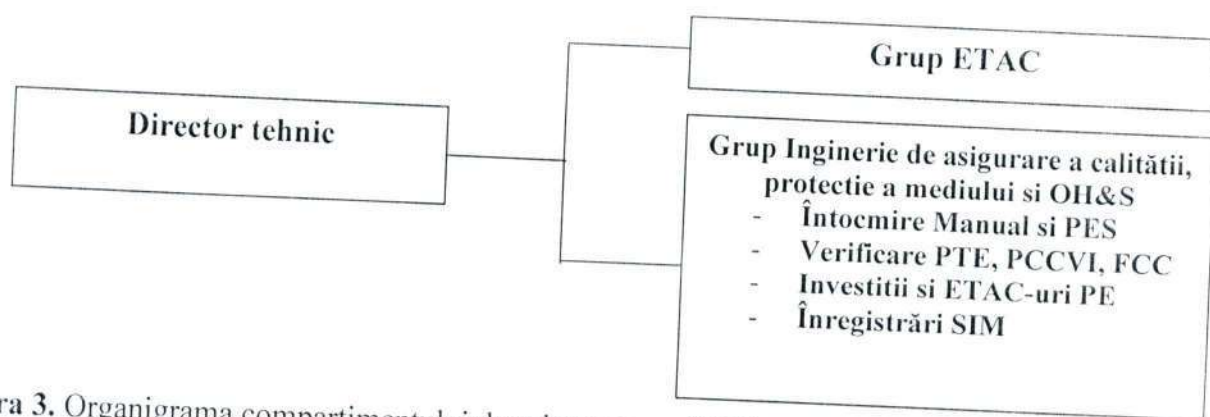 Grup ETAC
Director tehnic
Grup Inginerie de asigurare a calității,
protectie a mediului si OH&S
- Întocmire Manual si PES
- Verificare PTE, PCCVI, FCC
- Investitii si ETAC-uri PE
- Înregistrări SIM
ra 3. Organigrama compartimentului